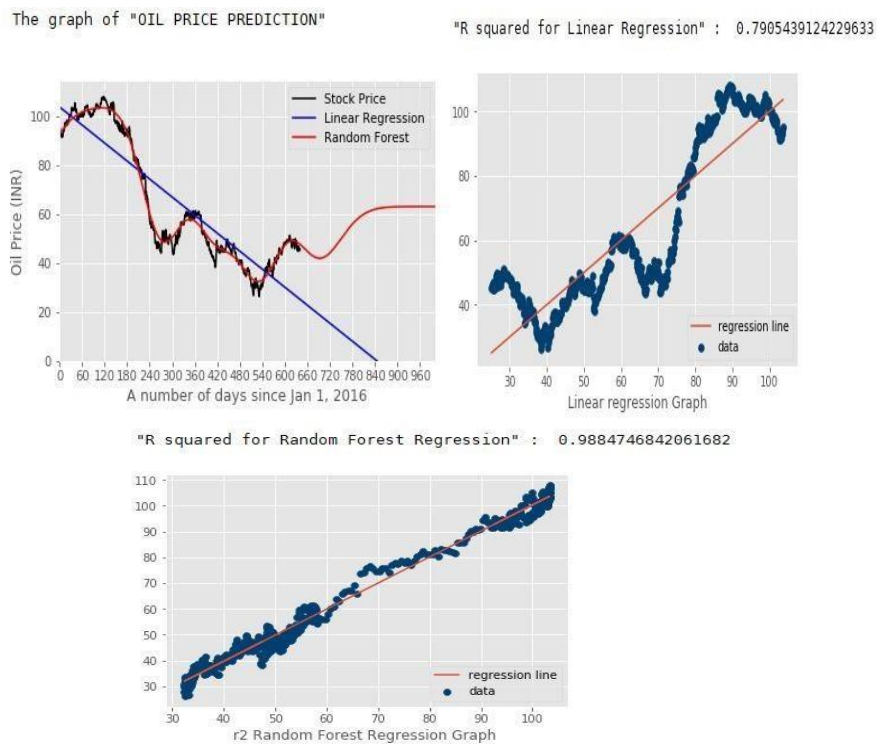 The graph of "OIL PRICE PREDICTION"
"R squared for Linear Regression" : 0.7905439124229633
Stock Price
Linear Regression
Random Forest
100
80
60
40
20
0
Oil Price (INR)
0 60 120 180 240 300 360 420 480 540 600 660 720 780 840 900 960
A number of days since Jan 1, 2016
100
80
60
40
regression line
data
30 40 50 60 70 80 90 100
Linear regression Graph
"R squared for Random Forest Regression" : 0.9884746842061682
110
100
90
80
70
60
50
40
30
regression line
data
30 40 50 60 70 80 90 100
r2 Random Forest Regression Graph